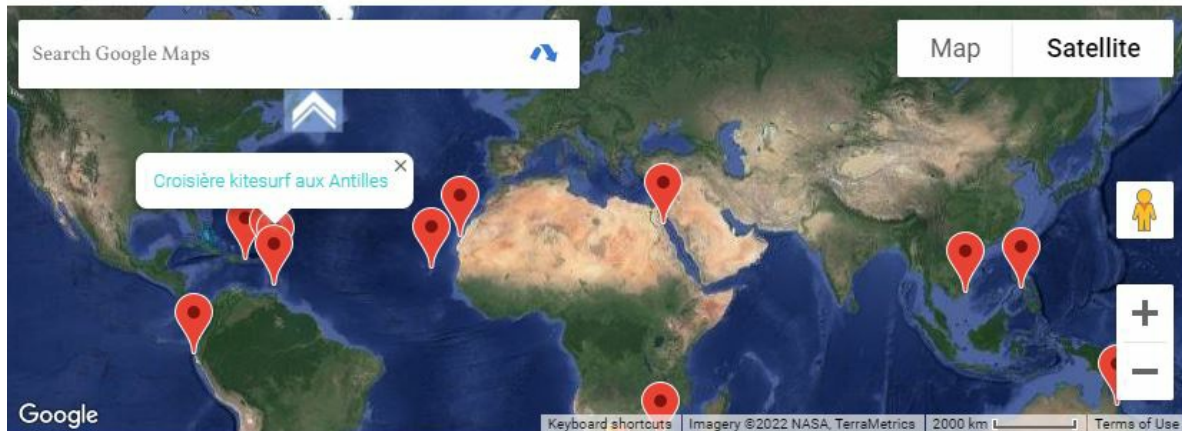 Search Google Maps
Map
Satellite
Croisière kitesurf aux Antilles
Google
Keyboard shortcuts
Imagery ©2022 NASA, TerraMetrics
2000 km
Terms of Use